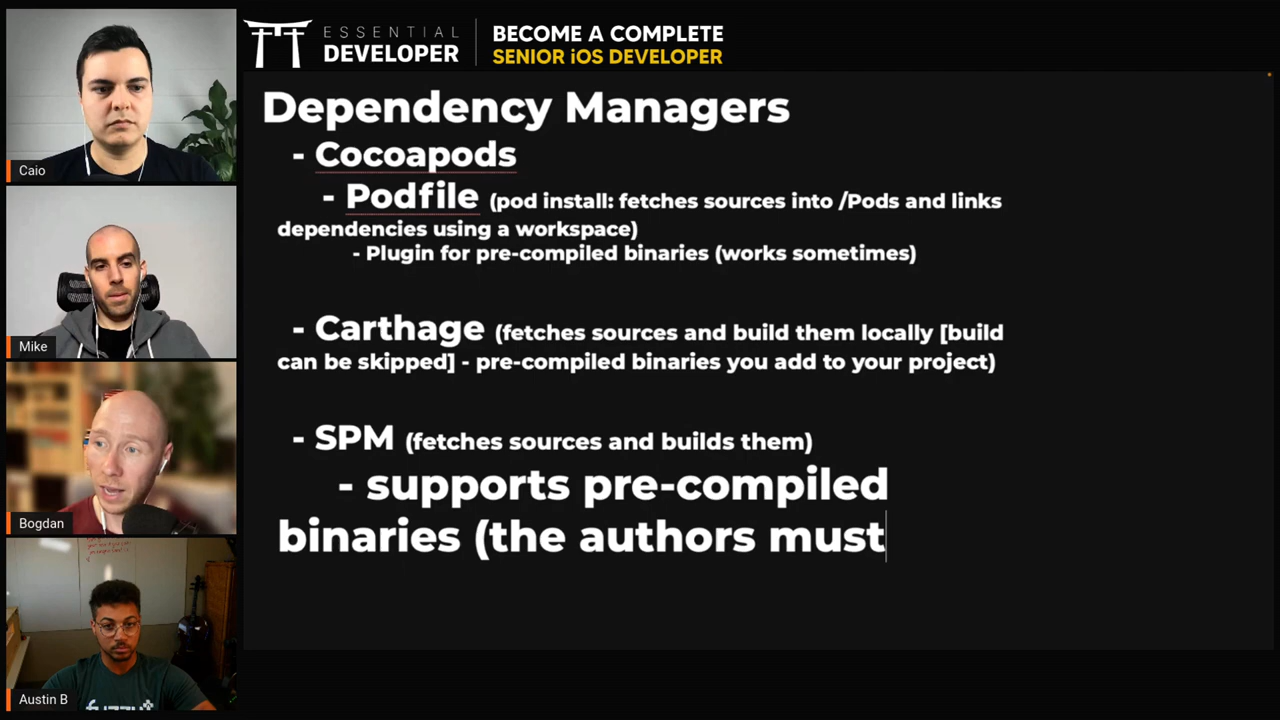 ESSENTIAL
DEVELOPER
BECOME A COMPLETE
SENIOR iOS DEVELOPER
Dependency Managers
- Cocoapods
- Podfile (pod install: fetches sources into /Pods and links
dependencies using a workspace)
- Plugin for pre-compiled binaries (works sometimes)
- Carthage (fetches sources and build them locally [build
can be skipped] - pre-compiled binaries you add to your project)
- SPM (fetches sources and builds them)
- supports pre-compiled
binaries (the authors must
Caio
Mike
Bogdan
Austin B